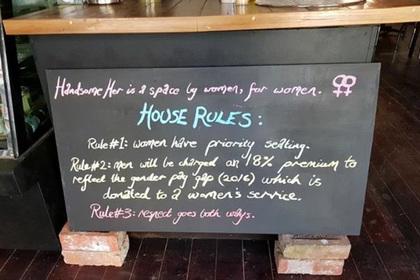 Handsome Her is a space by women, for women.
HOUSE RULES:
Rule#1: women have priority seating.
Rule#2: men will be charged an 18% premium to
reflect the gender pay gap (2016) which is
donated to a women's service.
Rule#3: respect goes both ways.